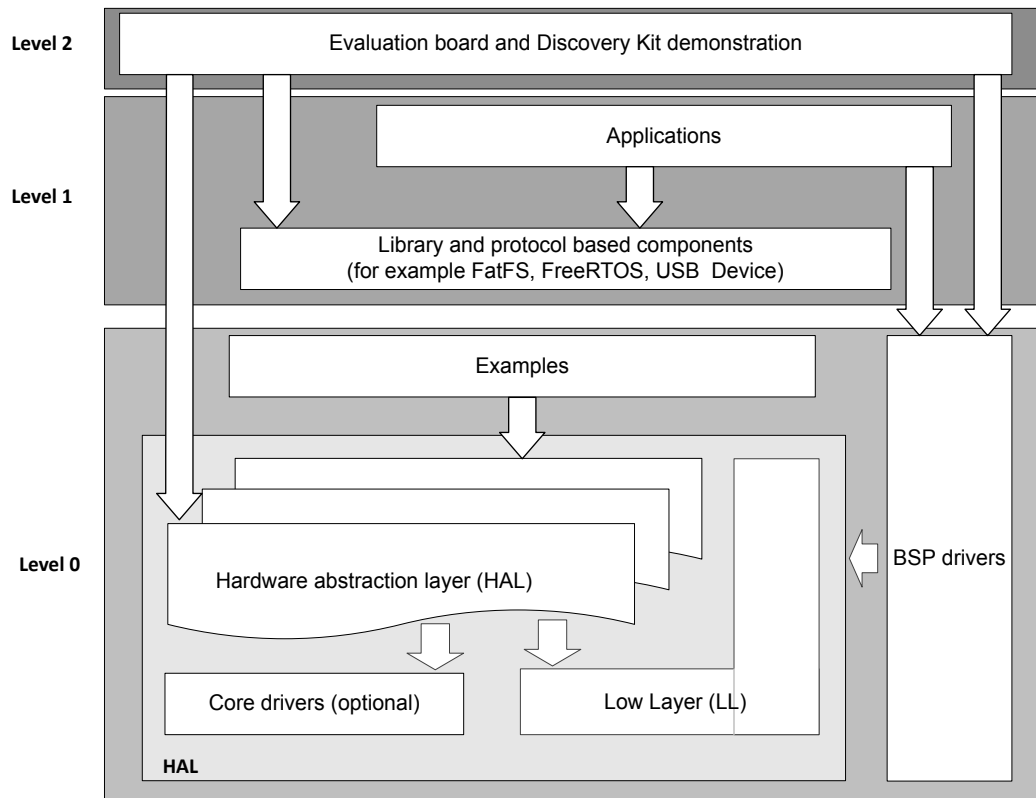 Level 2
Evaluation board and Discovery Kit demonstration
Level 1
Applications
Library and protocol based components
(for example FatFS, FreeRTOS, USB Device)
Level 0
Examples
Hardware abstraction layer (HAL)
BSP drivers
Core drivers (optional)
Low Layer (LL)
HAL